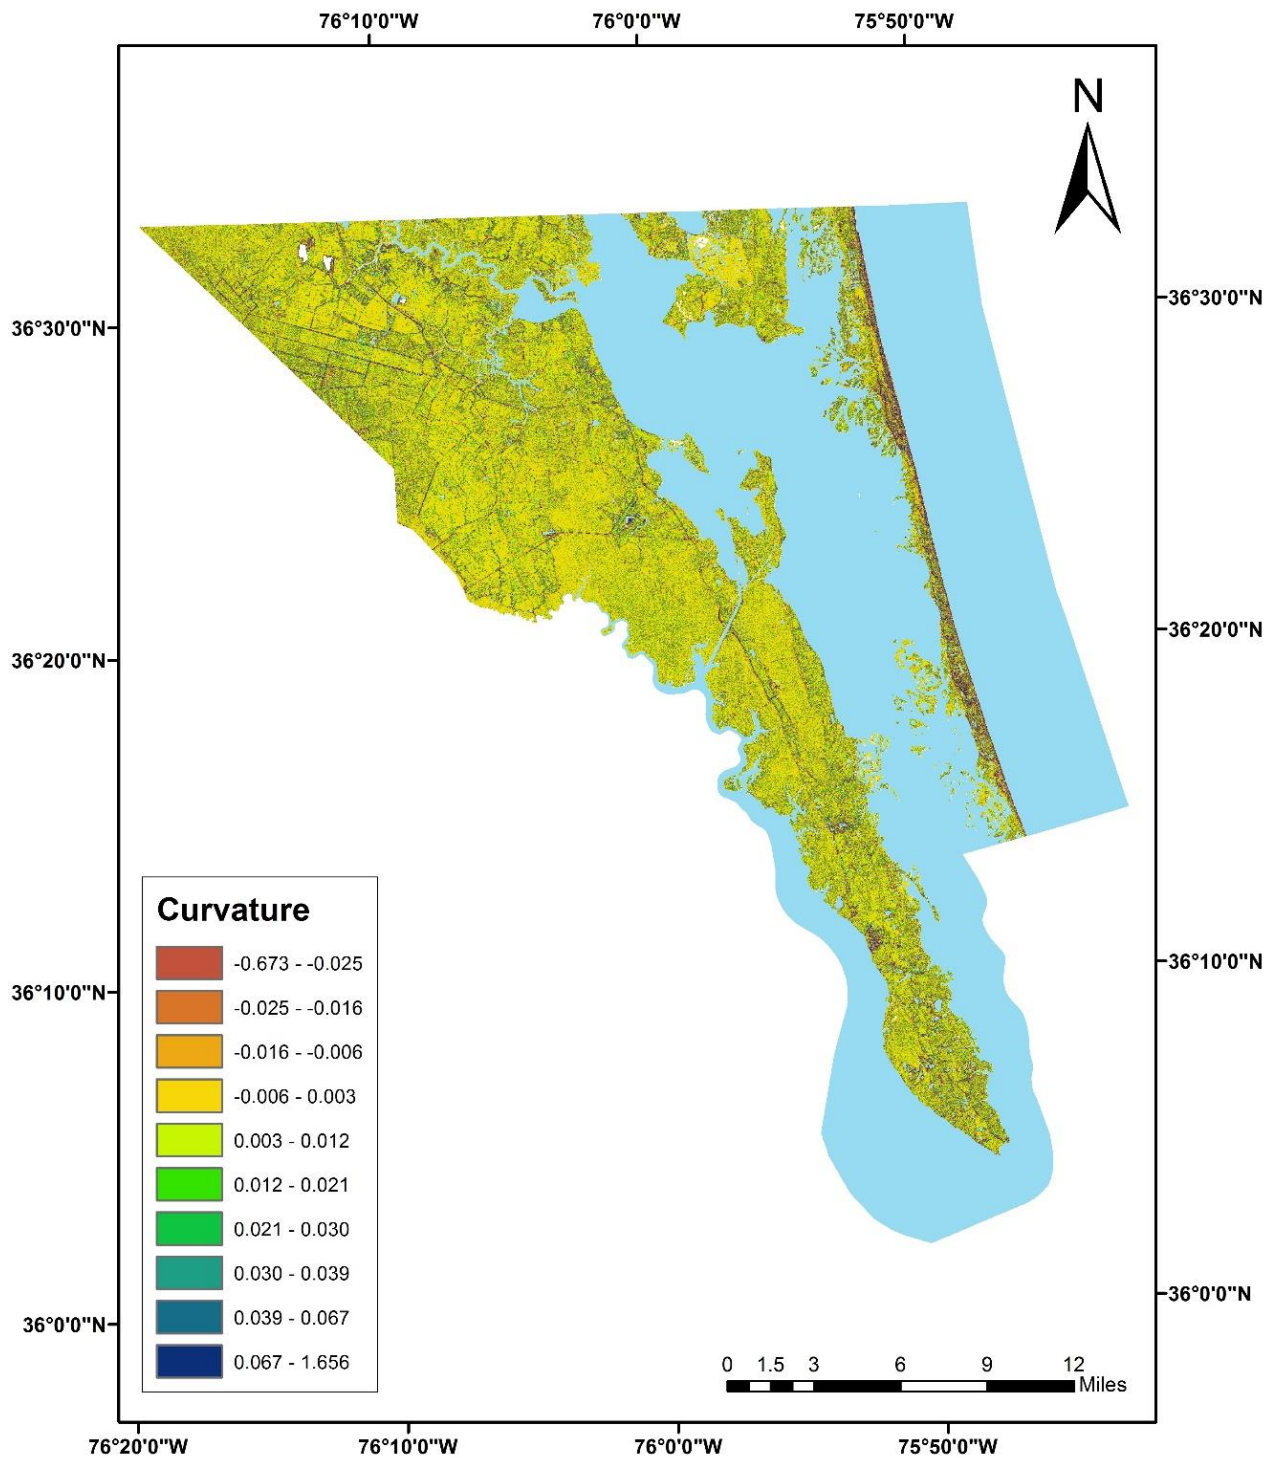 76°10'0"W 76°0'0"W 75°50'0"W
N
36°30'0"N
36°30'0"N
36°20'0"N
36°20'0"N
36°10'0"N
36°10'0"N
36°0'0"N
36°0'0"N
Curvature
-0.673 - -0.025
-0.025 - -0.016
-0.016 - -0.006
-0.006 - 0.003
0.003 - 0.012
0.012 - 0.021
0.021 - 0.030
0.030 - 0.039
0.039 - 0.067
0.067 - 1.656
0 1.5 3 6 9 12
Miles
76°20'0"W 76°10'0"W 76°0'0"W 75°50'0"W